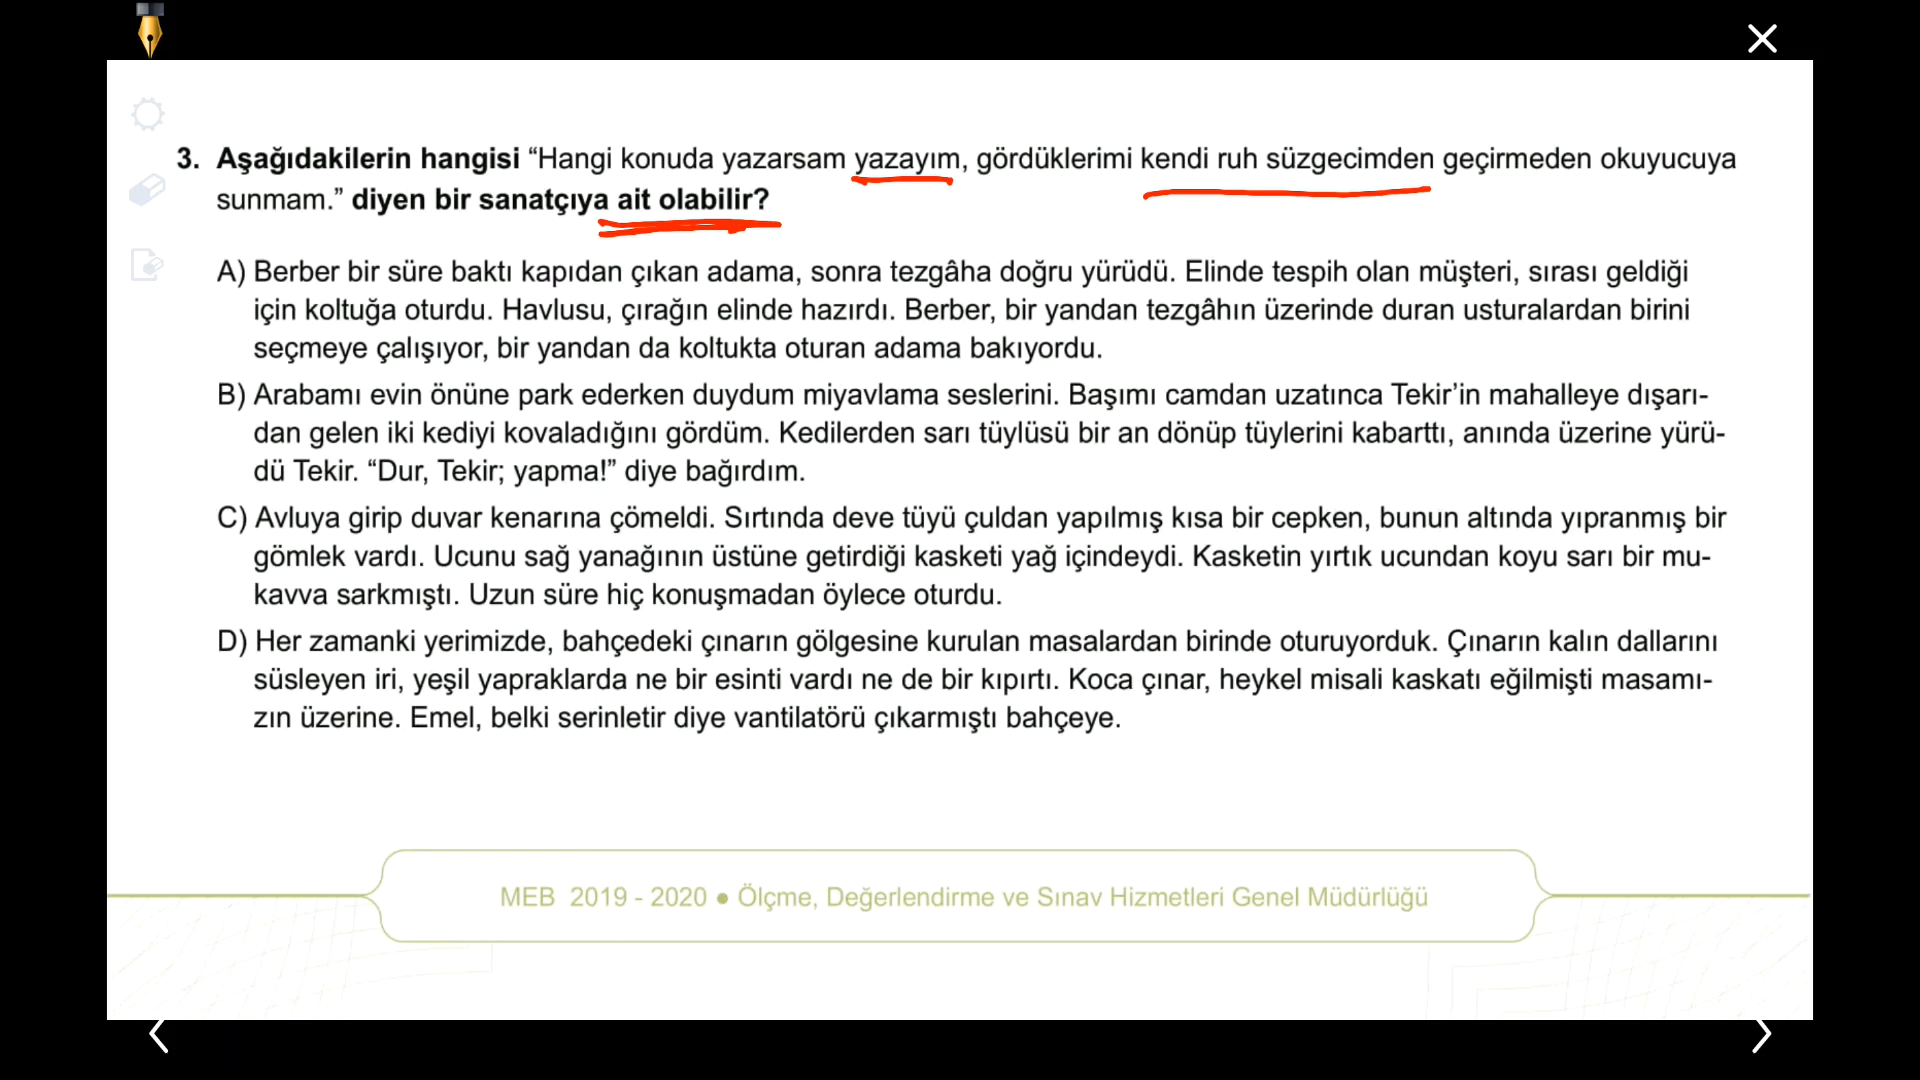 3. Aşağıdakilerin hangisi “Hangi konuda yazarsam yazayım, gördüklerimi kendi ruh süzgecimden geçirmeden okuyucuya
sunmam.” diyen bir sanatçıya ait olabilir?
A) Berber bir süre baktı kapıdan çıkan adama, sonra tezgâha doğru yürüdü. Elinde tespih olan müşteri, sırası geldiği
için koltuğa oturdu. Havlusu, çırağın elinde hazırdı. Berber, bir yandan tezgâhın üzerinde duran usturalardan birini
seçmeye çalışıyor, bir yandan da koltukta oturan adama bakıyordu.
B) Arabamı evin önüne park ederken duydum miyavlama seslerini. Başımı camdan uzatınca Tekir’in mahalleye dışarı-
dan gelen iki kediyi kovaladığını gördüm. Kedilerden sarı tüylüsü bir an dönüp tüylerini kabarttı, anında üzerine yürü-
dü Tekir. “Dur, Tekir; yapma!” diye bağırdım.
C) Avluya girip duvar kenarına çömeldi. Sırtında deve tüyü çuldan yapılmış kısa bir cepken, bunun altında yıpranmış bir
gömlek vardı. Ucunu sağ yanağının üstüne getirdiği kasketi yağ içindeydi. Kasketin yırtık ucundan koyu sarı bir mu-
kavva sarkmıştı. Uzun süre hiç konuşmadan öylece oturdu.
D) Her zamanki yerimizde, bahçedeki çınarın gölgesine kurulan masalardan birinde oturuyorduk. Çınarın kalın dallarını
süsleyen iri, yeşil yapraklarda ne bir esinti vardı ne de bir kıpırtı. Koca çınar, heykel misali kaskatı eğilmişti masamı-
zın üzerine. Emel, belki serinletir diye vantilatörü çıkarmıştı bahçeye.
MEB 2019 - 2020 ● Ölçme, Değerlendirme ve Sınav Hizmetleri Genel Müdürlüğü